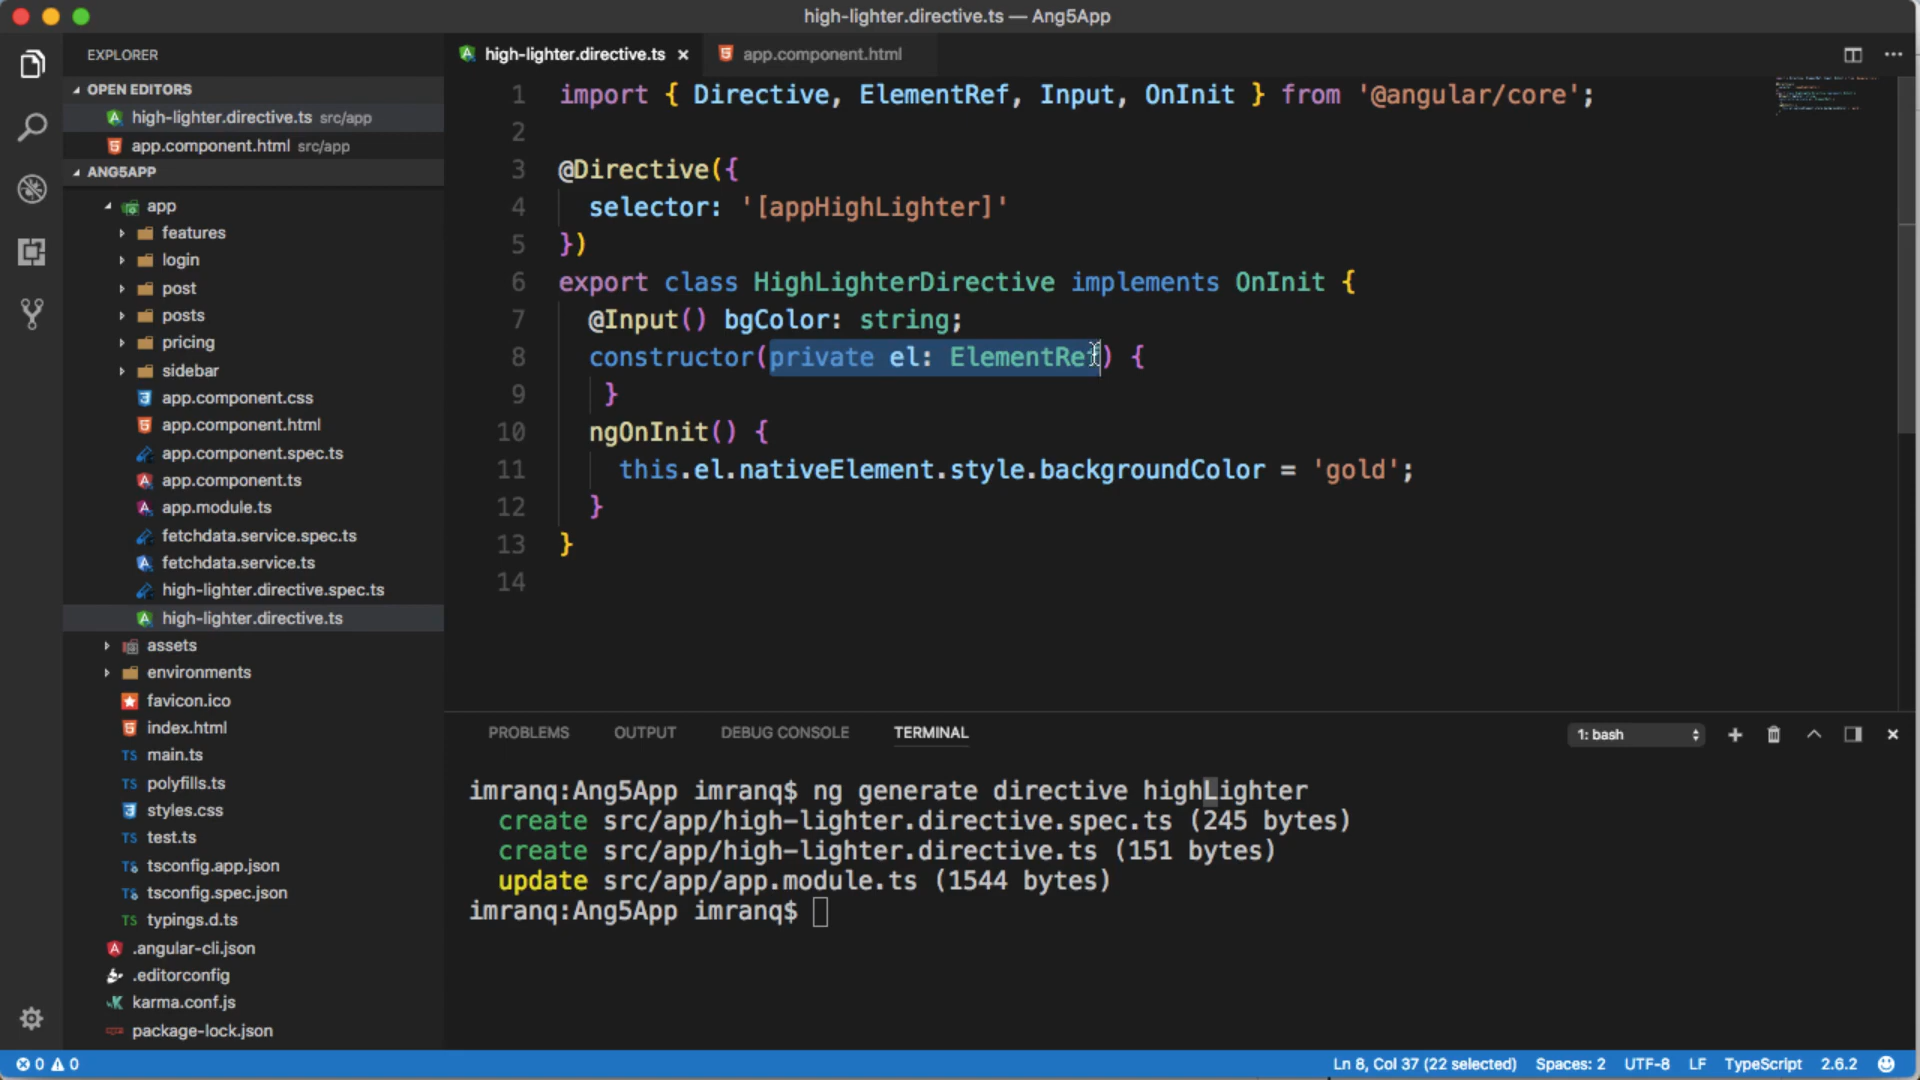 high-lighter.directive.ts — Ang5App
EXPLORER
OPEN EDITORS
high-lighter.directive.ts src/app
app.component.html src/app
ANG5APP
app
features
login
post
posts
pricing
sidebar
app.component.css
app.component.html
app.component.spec.ts
app.component.ts
app.module.ts
fetchdata.service.spec.ts
fetchdata.service.ts
high-lighter.directive.spec.ts
high-lighter.directive.ts
assets
environments
favicon.ico
index.html
TS main.ts
TS polyfills.ts
styles.css
TS test.ts
TS tsconfig.app.json
TS tsconfig.spec.json
TS typings.d.ts
.angular-cli.json
.editorconfig
karma.conf.js
package-lock.json
high-lighter.directive.ts × app.component.html
1 import { Directive, ElementRef, Input, OnInit } from '@angular/core';
2
3 @Directive({
4 selector: '[appHighLighter]'
5 })
6 export class HighLighterDirective implements OnInit {
7 @Input() bgColor: string;
8 constructor(private el: ElementRef) {
9 }
10 ngOnInit() {
11 this.el.nativeElement.style.backgroundColor = 'gold';
12 }
13 }
14
PROBLEMS OUTPUT DEBUG CONSOLE TERMINAL 1: bash
imranq:Ang5App imranq$ ng generate directive highLighter
create src/app/high-lighter.directive.spec.ts (245 bytes)
create src/app/high-lighter.directive.ts (151 bytes)
update src/app/app.module.ts (1544 bytes)
imranq:Ang5App imranq$
0 0 Ln 8, Col 37 (22 selected) Spaces: 2 UTF-8 LF TypeScript 2.6.2